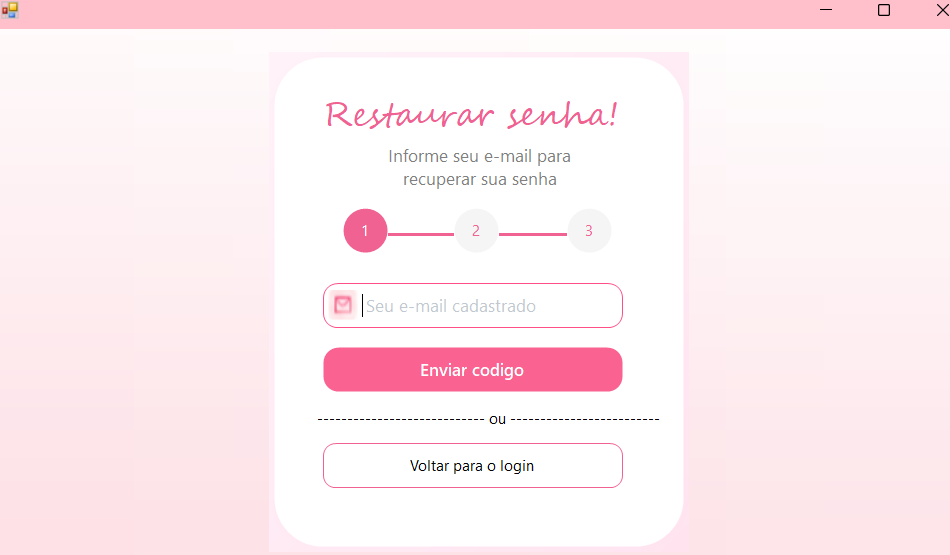 Restaurar senha!
Informe seu e-mail para
recuperar sua senha
1 2 3
Seu e-mail cadastrado
Enviar codigo
---------------------------- ou -------------------------
Voltar para o login